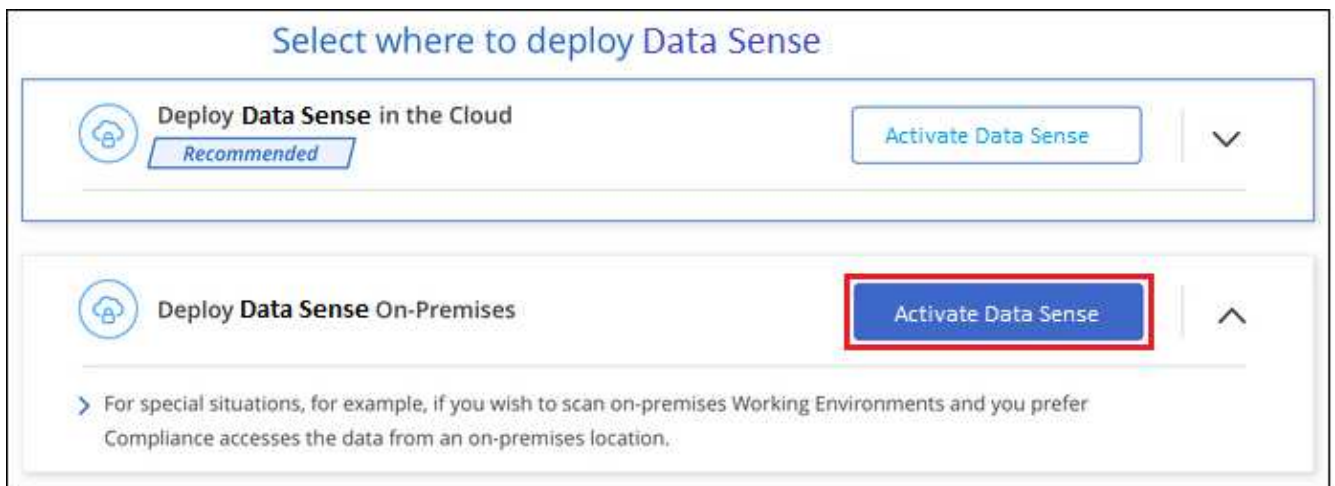 Select where to deploy Data Sense
Deploy Data Sense in the Cloud
Recommended
Activate Data Sense
Deploy Data Sense On-Premises
Activate Data Sense
For special situations, for example, if you wish to scan on-premises Working Environments and you prefer
Compliance accesses the data from an on-premises location.